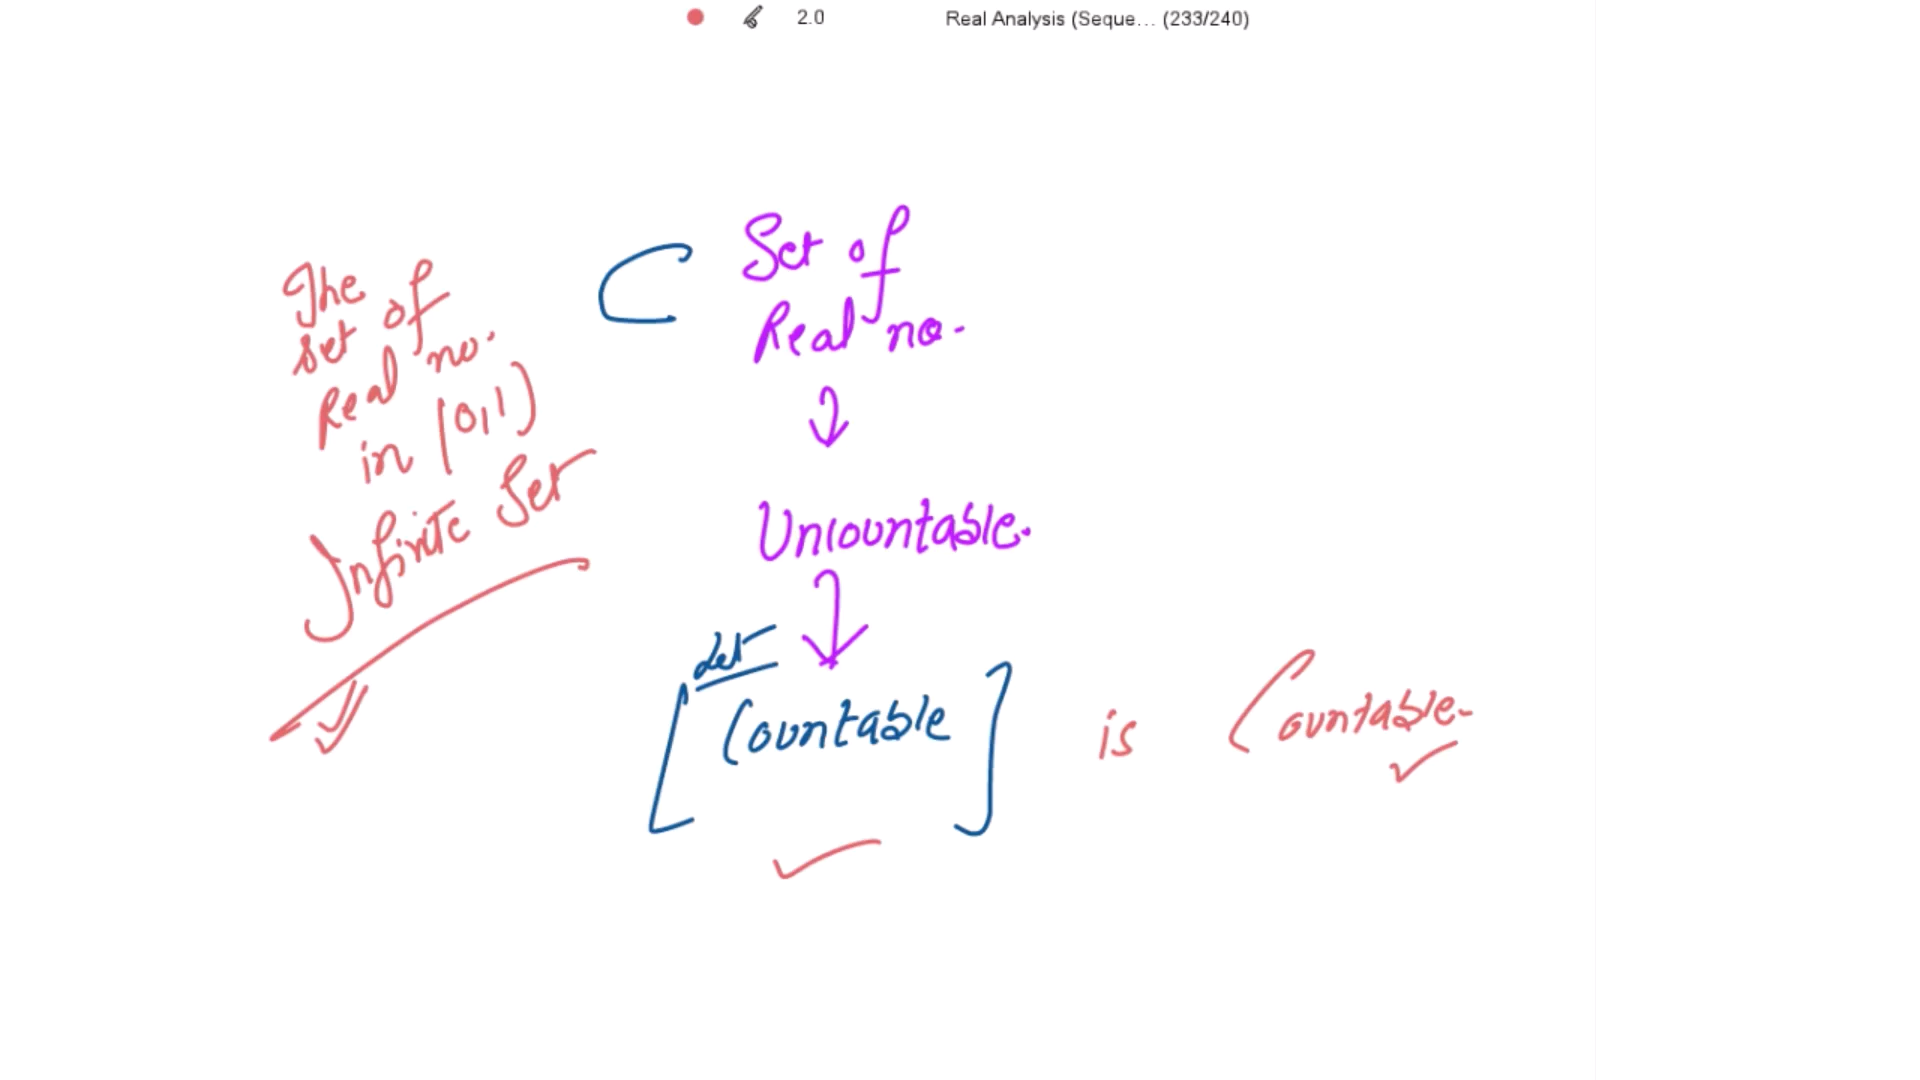 2.0 Real Analysis (Seque... (233/240)
The
set of
Real no.
in (0,1)
Infinite Set
⊂
Set of
Real no.
↓
Uncountable.
↓
Let
[Countable] is Countable.